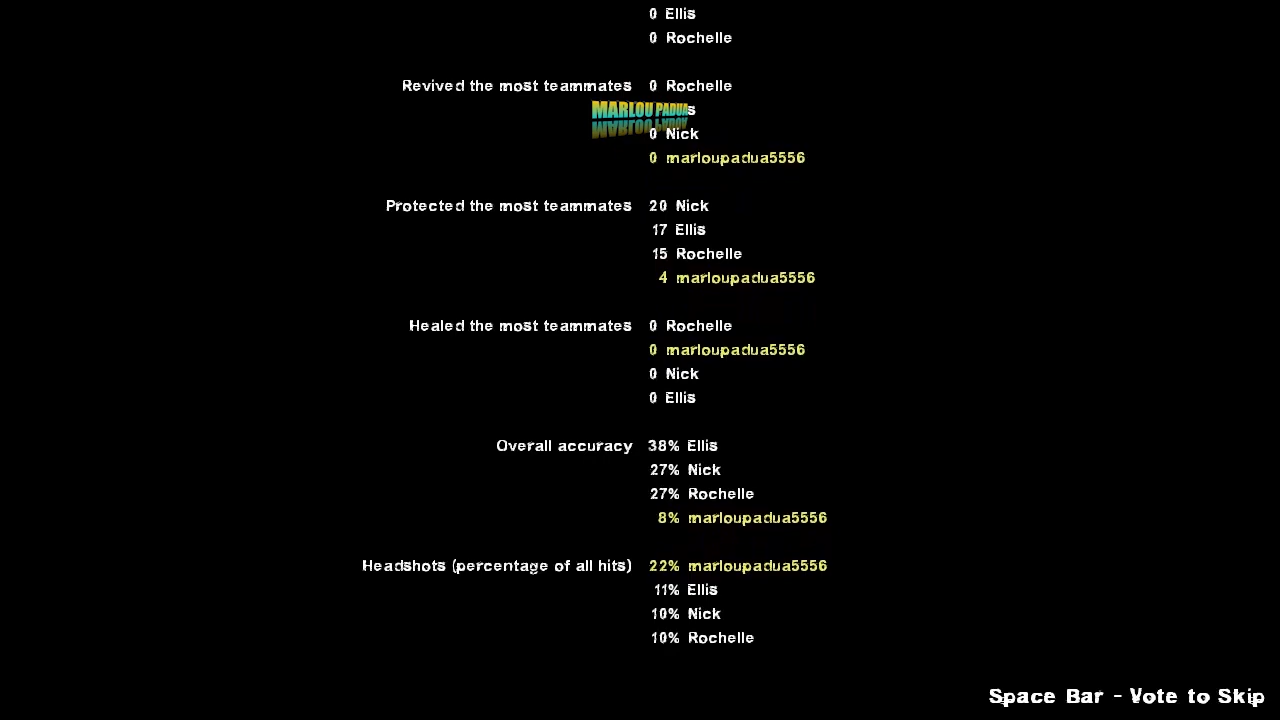 0 Ellis
0 Rochelle
Revived the most teammates 0 Rochelle
MARLOU PADUA
0 Nick
0 marloupadua5556
Protected the most teammates 20 Nick
17 Ellis
15 Rochelle
4 marloupadua5556
Healed the most teammates 0 Rochelle
0 marloupadua5556
0 Nick
0 Ellis
Overall accuracy 38% Ellis
27% Nick
27% Rochelle
8% marloupadua5556
Headshots (percentage of all hits) 22% marloupadua5556
11% Ellis
10% Nick
10% Rochelle
Space Bar - Vote to Skip